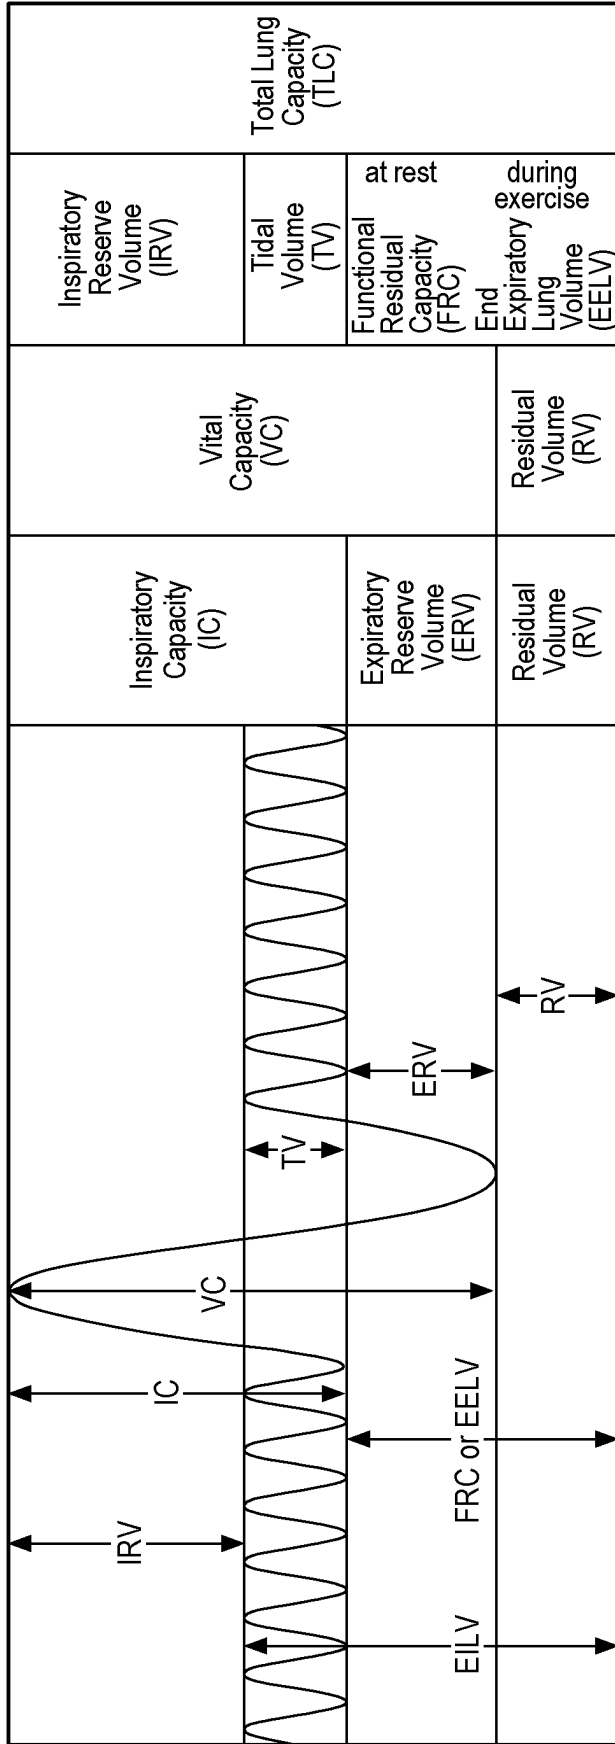 EILV
IRV
FRC or EELV
IC
VC
TV
ERV
RV
Inspiratory
Capacity
(IC)
Expiratory
Reserve
Volume
(ERV)
Residual
Volume
(RV)
Vital
Capacity
(VC)
Residual
Volume
(RV)
Inspiratory
Reserve
Volume
(IRV)
Tidal
Volume
(TV)
Functional
Residual
Capacity
(FRC)
at rest
End
Expiratory
Lung
Volume
(EELV)
during
exercise
Total Lung
Capacity
(TLC)